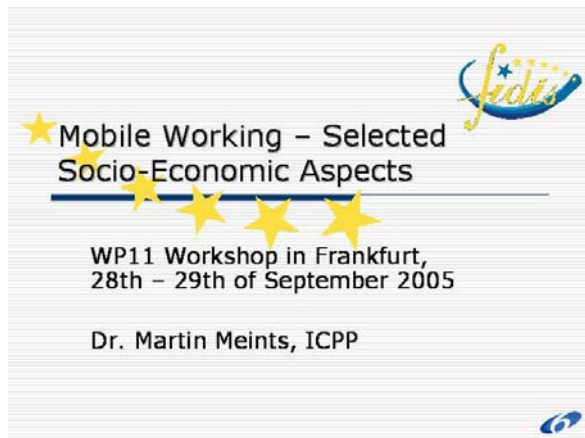 fidis
Mobile Working – Selected
Socio-Economic Aspects
WP11 Workshop in Frankfurt,
28th – 29th of September 2005
Dr. Martin Meints, ICPP
6